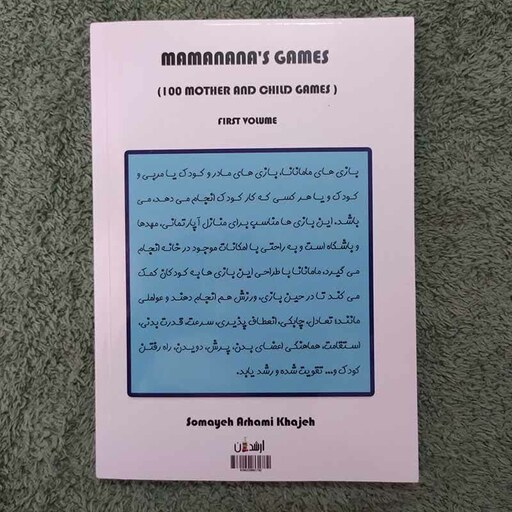 MAMANANA'S GAMES
(100 MOTHER AND CHILD GAMES)
FIRST VOLUME
بازی های مامانانا، بازی های مادر و کودک یا مربی و
کودک و یا هر کسی که کار کودک انجام می دهد، می
باشد. این بازی ها مناسب برای منازل آپارتمانی، مهدها
و باشگاه است و به راحتی با امکانات موجود در خانه انجام
می گیرد. مامانانا با طراحی این بازی ها به کودکان کمک
می کند تا در حین بازی، ورزش هم انجام دهند و عواملی
مانند: تعادل، چابکی، انعطاف پذیری، سرعت، قدرت بدنی،
استقامت، هماهنگی اعضای بدن، پرش، دویدن، راه رفتن
کودک و... تقویت شده و رشد یابد.
Somayeh Arhami Khajeh